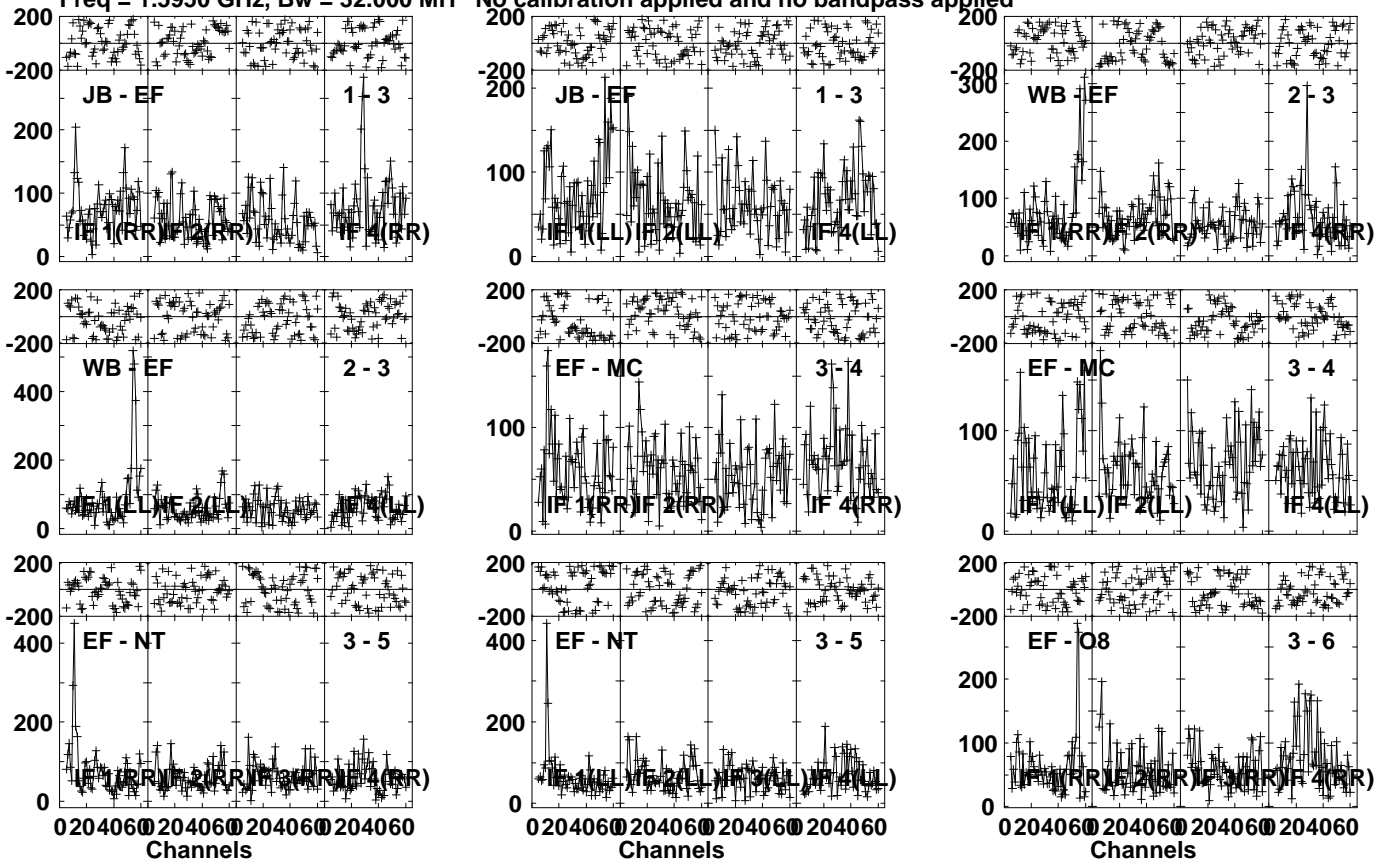 Freq = 1.5950 GHz, Bw = 32.000 MH No calibration applied and no bandpass applied
200 200 200
-200 -200 -200
JB - EF 1 - 3 JB - EF 1 - 3 WB - EF 2 - 3
200 200 300
100 100 200
0 0 100
0
IF 1(RR) IF 2(RR) IF 4(RR) IF 1(LL) IF 2(LL) IF 4(LL) IF 1(RR) IF 2(RR) IF 4(RR)
200 200 200
-200 -200 -200
WB - EF 2 - 3 EF - MC 3 - 4 EF - MC 3 - 4
400 100 100
200 0 0
0
IF 1(LL) IF 2(LL) IF 4(LL) IF 1(RR) IF 2(RR) IF 4(RR) IF 1(LL) IF 2(LL) IF 4(LL)
200 200 200
-200 -200 -200
EF - NT 3 - 5 EF - NT 3 - 5 EF - O8 3 - 6
400 400 200
200 200 100
0 0 0
IF 1(RR) IF 2(RR) IF 3(RR) IF 4(RR) IF 1(LL) IF 2(LL) IF 3(LL) IF 4(LL) IF 1(RR) IF 2(RR) IF 3(RR) IF 4(RR)
0 20 40 60 0 20 40 60 0 20 40 60 0 20 40 60 0 20 40 60 0 20 40 60 0 20 40 60 0 20 40 60 0 20 40 60 0 20 40 60 0 20 40 60 0 20 40 60
Channels Channels Channels